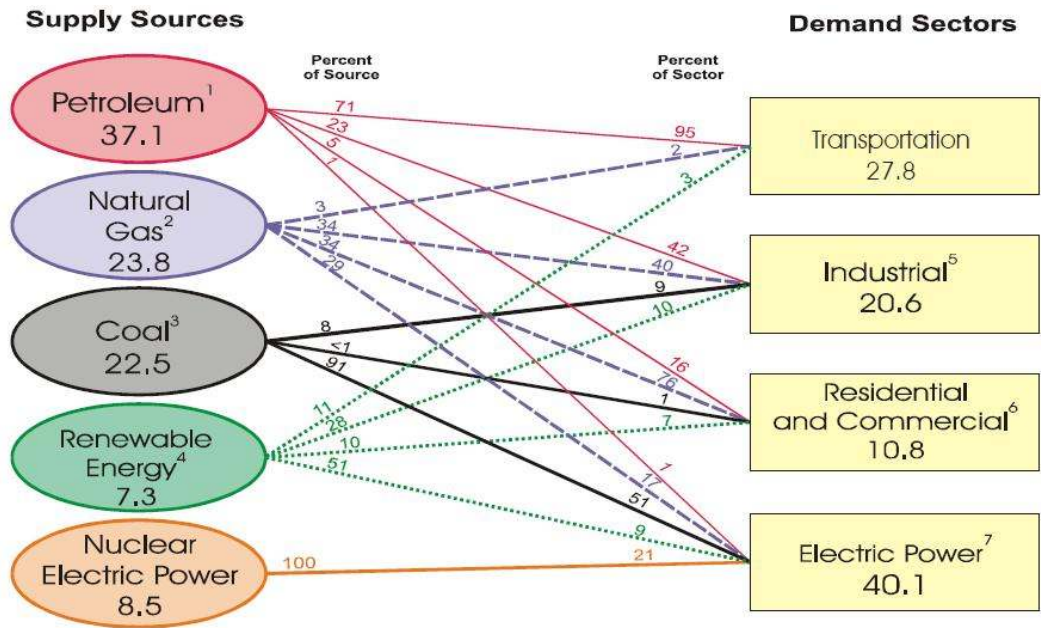 Supply Sources
Demand Sectors
Percent
of Source
Percent
of Sector
Petroleum¹
37.1
Natural
Gas²
23.8
Coal³
22.5
Renewable
Energy⁴
7.3
Nuclear
Electric Power
8.5
71
23
5
1
3
34
34
29
8
<1
91
11
28
10
51
100
95
2
3
42
40
9
10
16
76
1
7
1
17
51
9
21
Transportation
27.8
Industrial⁵
20.6
Residential
and Commercial⁶
10.8
Electric Power⁷
40.1